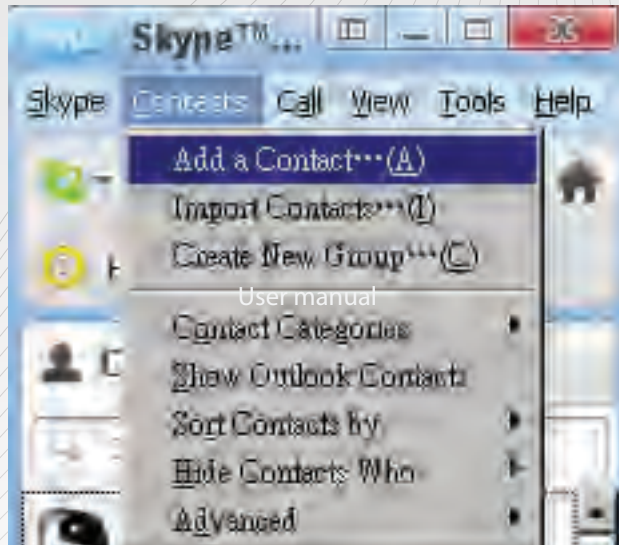 Skype™...
Skype Contacts Call View Tools Help
Add a Contact···(A)
Import Contacts···(I)
Create New Group···(C)
User manual
Contact Categories
Show Outlook Contacts
Sort Contacts by
Hide Contacts Who
Advanced